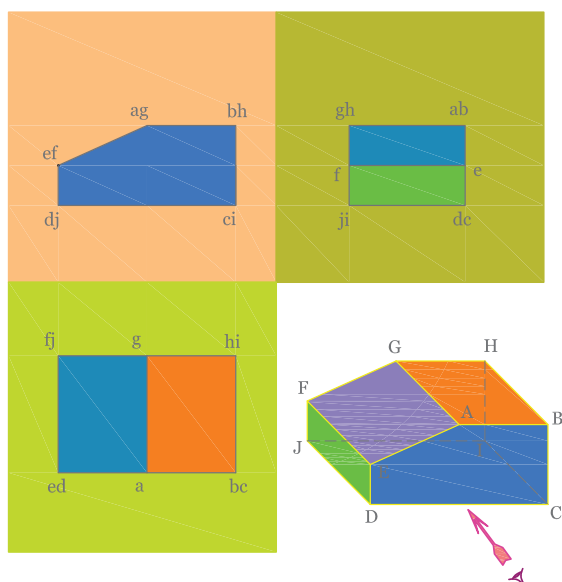 ag bh
ef
dj ci
gh ab
f e
ji dc
fj g hi
ed a bc
G H
F A B
J E I
D C